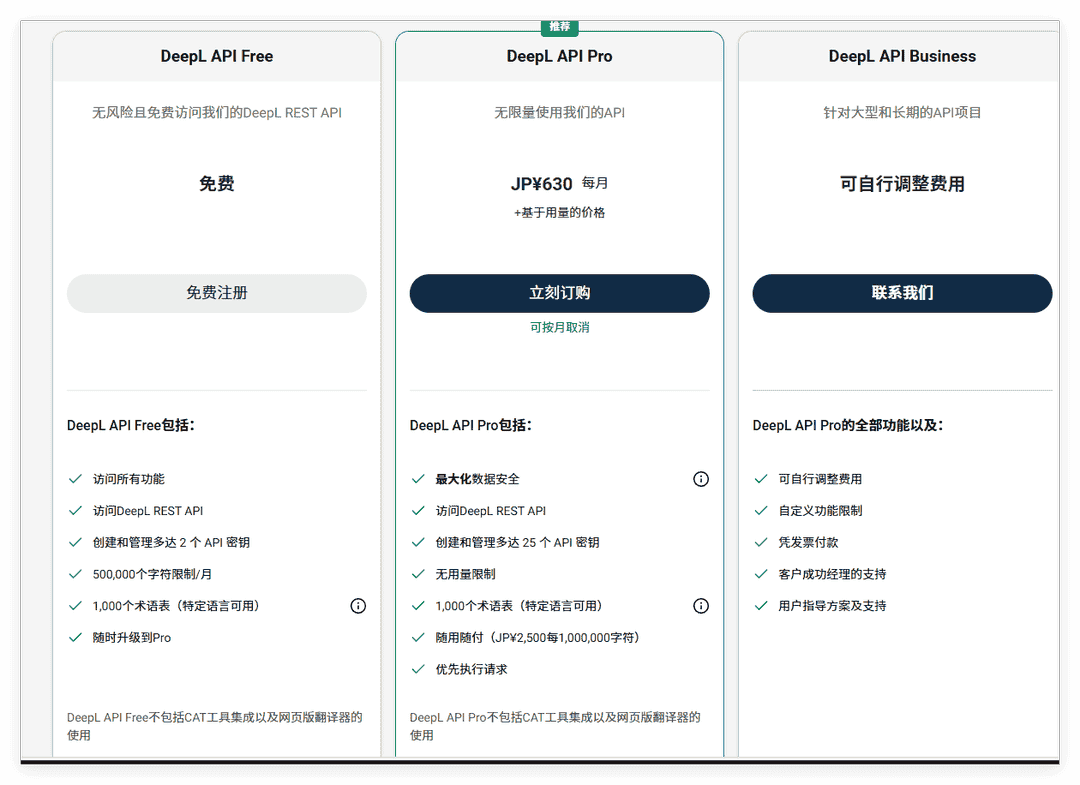 推荐
DeepL API Free
无风险且免费访问我们的DeepL REST API
免费
免费注册
DeepL API Free包括：
访问所有功能
访问DeepL REST API
创建和管理多达 2 个 API 密钥
500,000个字符限制/月
1,000个术语表（特定语言可用）
随时升级到Pro
DeepL API Free不包括CAT工具集成以及网页版翻译器的
使用
DeepL API Pro
无限量使用我们的API
JP¥630 每月
+基于用量的价格
立刻订购
可按月取消
DeepL API Pro包括：
最大化数据安全
访问DeepL REST API
创建和管理多达 25 个 API 密钥
无用量限制
1,000个术语表（特定语言可用）
随用随付（JP¥2,500每1,000,000字符）
优先执行请求
DeepL API Pro不包括CAT工具集成以及网页版翻译器的
使用
DeepL API Business
针对大型和长期的API项目
可自行调整费用
联系我们
DeepL API Pro的全部功能以及：
可自行调整费用
自定义功能限制
凭发票付款
客户成功经理的支持
用户指导方案及支持